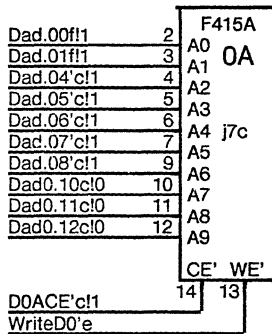 F415A
Dad.00f!1 2 A0 0A
Dad.01f!1 3 A1
Dad.04'c!1 4 A2
Dad.05'c!1 5 A3
Dad.06'c!1 6 A4 j7c
Dad.07'c!1 7 A5
Dad.08'c!1 9 A6
Dad0.10c!0 10 A7
Dad0.11c!0 11 A8
Dad0.12c!0 12 A9
CE' WE'
D0ACE'c!1 14 13
WriteD0'e